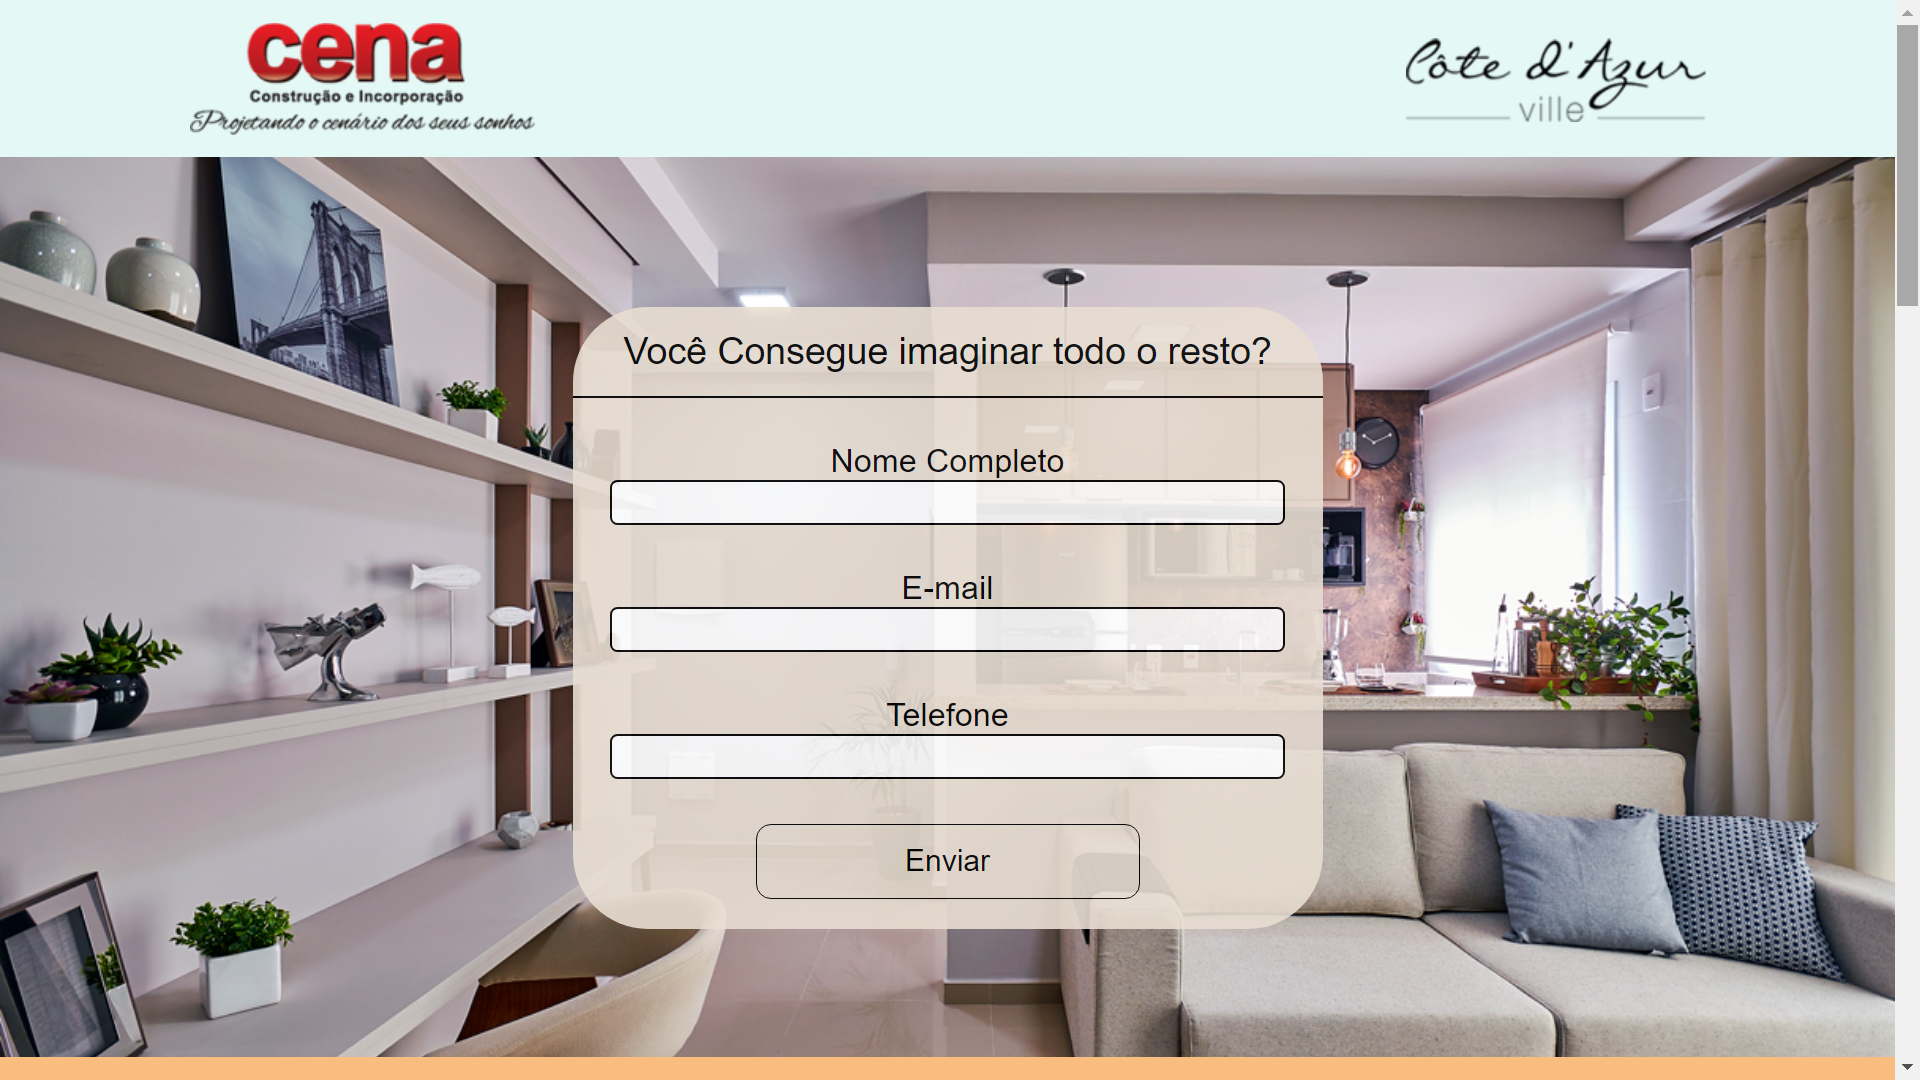 cena
Construção e Incorporação
Projetando o cenário dos seus sonhos
Côte d'Azur
ville
Você Consegue imaginar todo o resto?
Nome Completo
E-mail
Telefone
Enviar